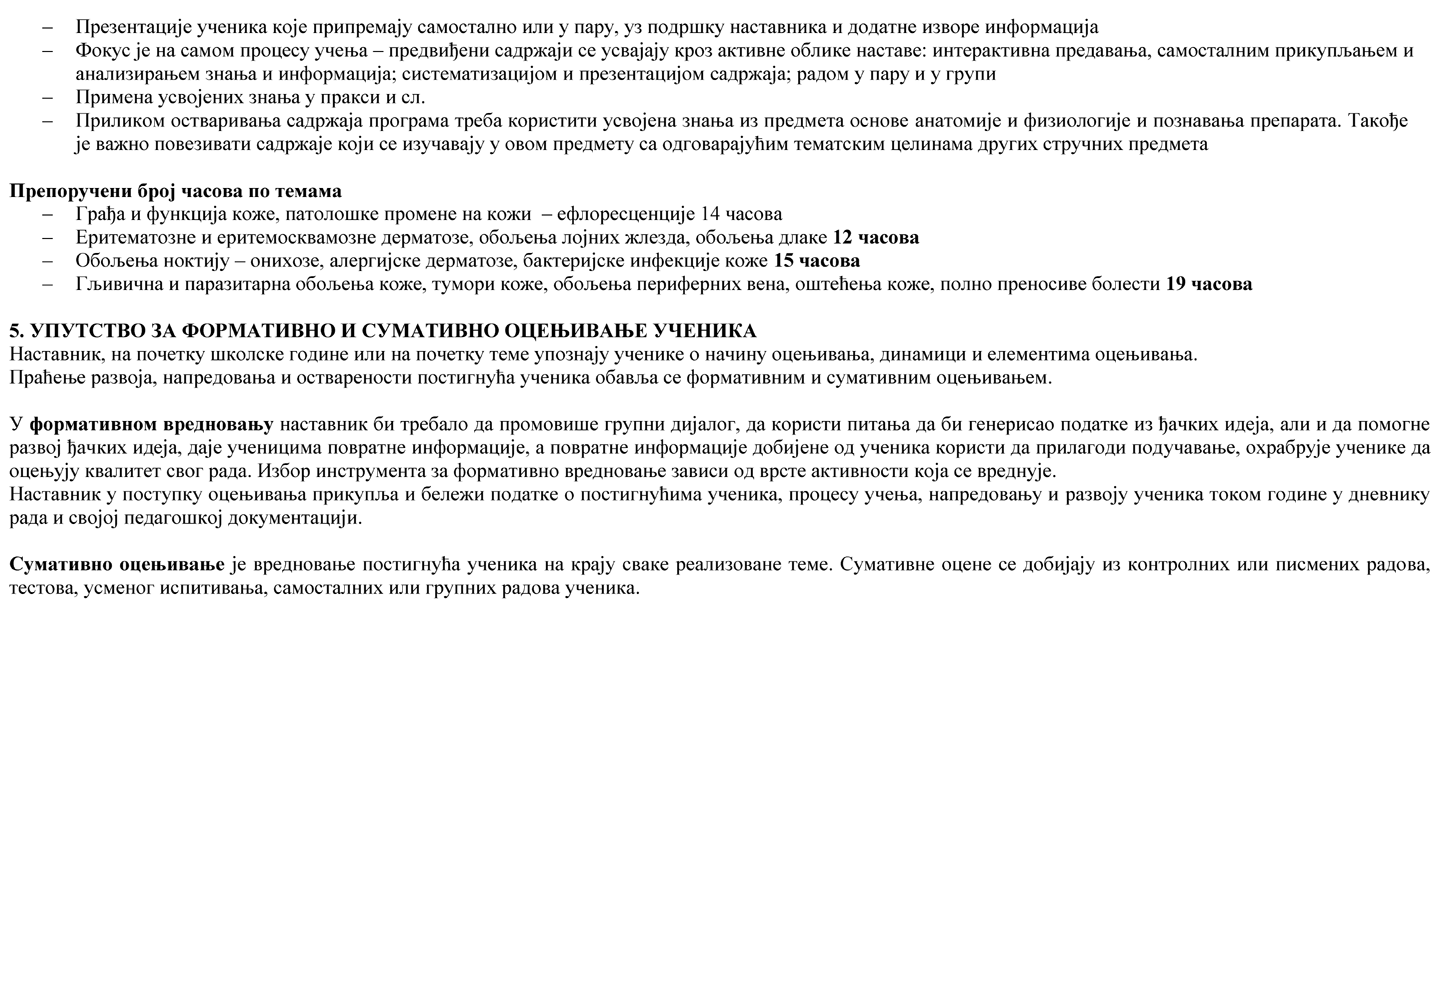 – Презентације ученика које припремају самостално или у пару, уз подршку наставника и додатне изворе информација
– Фокус је на самом процесу учења – предвиђени садржаји се усвајају кроз активне облике наставе: интерактивна предавања, самосталним прикупљањем и
анализирањем знања и информација; систематизацијом и презентацијом садржаја; радом у пару и у групи
– Примена усвојених знања у пракси и сл.
– Приликом остваривања садржаја програма треба користити усвојена знања из предмета основе анатомије и физиологије и познавања препарата. Такође
је важно повезивати садржаје који се изучавају у овом предмету са одговарајућим тематским целинама других стручних предмета
Препоручени број часова по темама
– Грађа и функција коже, патолошке промене на кожи – ефлоресценције 14 часова
– Еритематозне и еритемосквамозне дерматозе, обољења лојних жлезда, обољења длаке 12 часова
– Обољења ноктију – онихозе, алергијске дерматозе, бактеријске инфекције коже 15 часова
– Гљивична и паразитарна обољења коже, тумори коже, обољења периферних вена, оштећења коже, полно преносиве болести 19 часова
5. УПУТСТВО ЗА ФОРМАТИВНО И СУМАТИВНО ОЦЕЊИВАЊЕ УЧЕНИКА
Наставник, на почетку школске године или на почетку теме упознају ученике о начину оцењивања, динамици и елементима оцењивања.
Праћење развоја, напредовања и остварености постигнућа ученика обавља се формативним и сумативним оцењивањем.
У формативном вредновању наставник би требало да промовише групни дијалог, да користи питања да би генерисао податке из ђачких идеја, али и да помогне
развој ђачких идеја, даје ученицима повратне информације, а повратне информације добијене од ученика користи да прилагоди подучавање, охрабрује ученике да
оцењују квалитет свог рада. Избор инструмента за формативно вредновање зависи од врсте активности која се вреднује.
Наставник у поступку оцењивања прикупља и бележи податке о постигнућима ученика, процесу учења, напредовању и развоју ученика током године у дневнику
рада и својој педагошкој документацији.
Сумативно оцењивање је вредновање постигнућа ученика на крају сваке реализоване теме. Сумативне оцене се добијају из контролних или писмених радова,
тестова, усменог испитивања, самосталних или групних радова ученика.